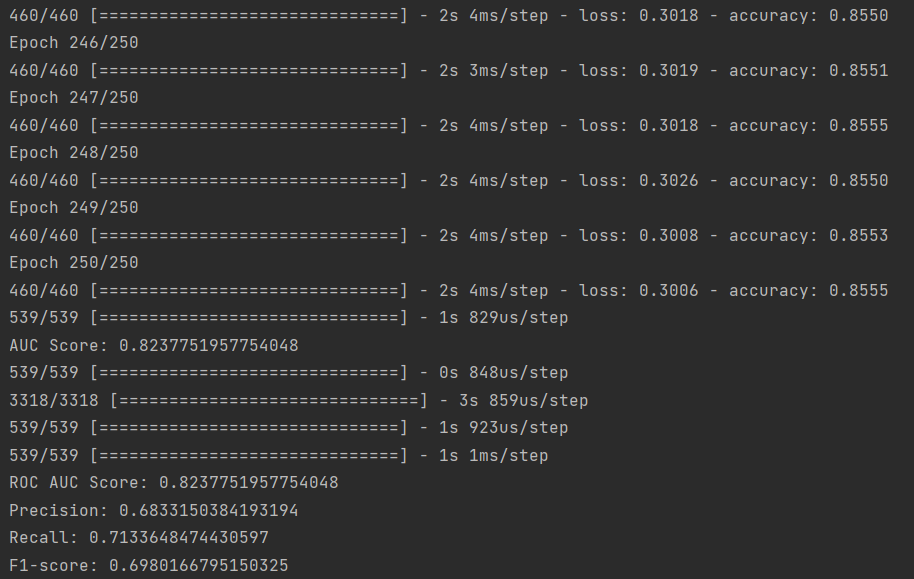 460/460 [==============================] - 2s 4ms/step - loss: 0.3018 - accuracy: 0.8550
Epoch 246/250
460/460 [==============================] - 2s 3ms/step - loss: 0.3019 - accuracy: 0.8551
Epoch 247/250
460/460 [==============================] - 2s 4ms/step - loss: 0.3018 - accuracy: 0.8555
Epoch 248/250
460/460 [==============================] - 2s 4ms/step - loss: 0.3026 - accuracy: 0.8550
Epoch 249/250
460/460 [==============================] - 2s 4ms/step - loss: 0.3008 - accuracy: 0.8553
Epoch 250/250
460/460 [==============================] - 2s 4ms/step - loss: 0.3006 - accuracy: 0.8555
539/539 [==============================] - 1s 829us/step
AUC Score: 0.8237751957754048
539/539 [==============================] - 0s 848us/step
3318/3318 [==============================] - 3s 859us/step
539/539 [==============================] - 1s 923us/step
539/539 [==============================] - 1s 1ms/step
ROC AUC Score: 0.8237751957754048
Precision: 0.6833150384193194
Recall: 0.7133648474430597
F1-score: 0.6980166795150325